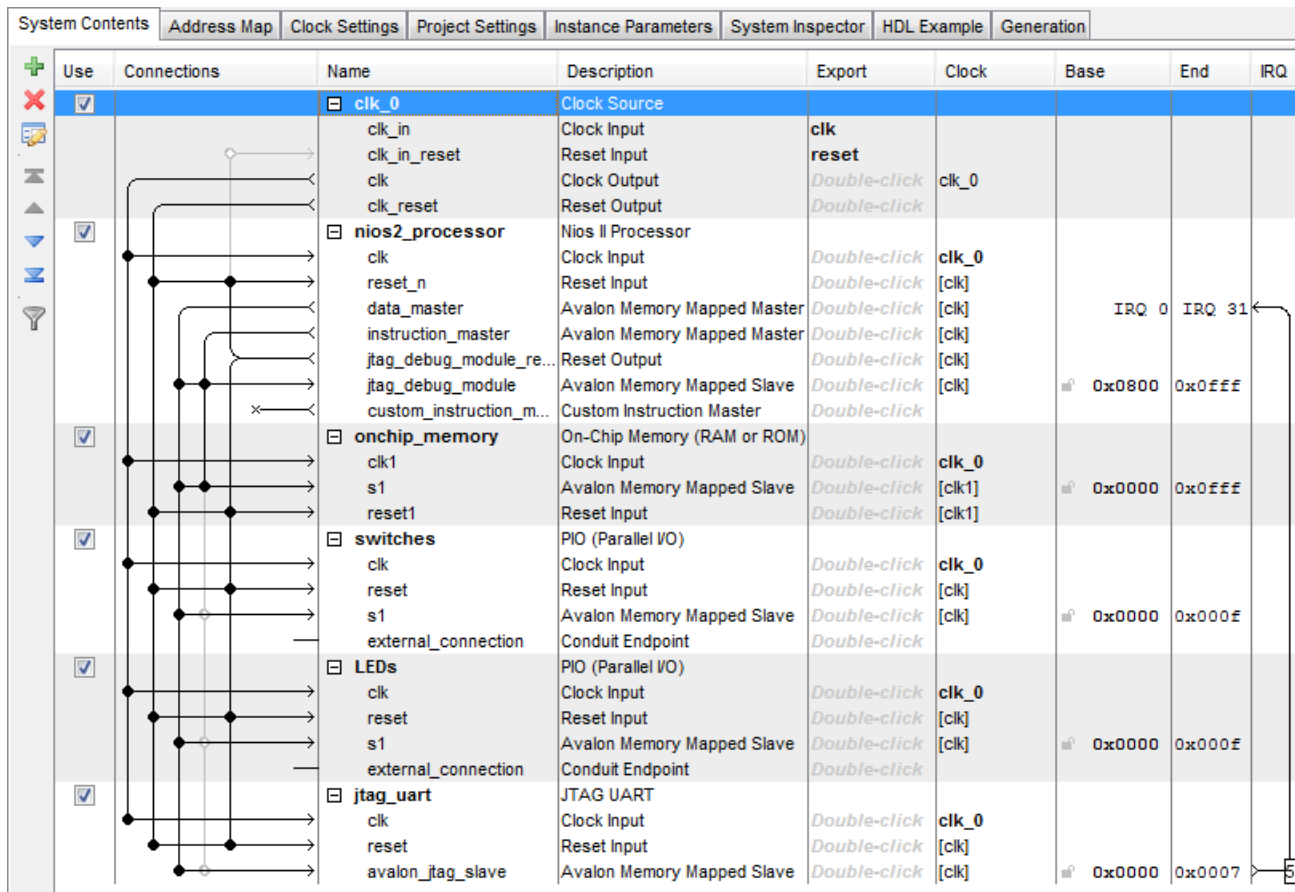 System Contents Address Map Clock Settings Project Settings Instance Parameters System Inspector HDL Example Generation
Use Connections Name Description Export Clock Base End IRQ
clk_0 Clock Source
clk_in Clock Input clk
clk_in_reset Reset Input reset
clk Clock Output Double-click clk_0
clk_reset Reset Output Double-click
nios2_processor Nios II Processor
clk Clock Input Double-click clk_0
reset_n Reset Input Double-click [clk]
data_master Avalon Memory Mapped Master Double-click [clk] IRQ 0 IRQ 31
instruction_master Avalon Memory Mapped Master Double-click [clk]
jtag_debug_module_re... Reset Output Double-click [clk]
jtag_debug_module Avalon Memory Mapped Slave Double-click [clk] 0x0800 0x0fff
custom_instruction_m... Custom Instruction Master Double-click
onchip_memory On-Chip Memory (RAM or ROM)
clk1 Clock Input Double-click clk_0
s1 Avalon Memory Mapped Slave Double-click [clk1] 0x0000 0x0fff
reset1 Reset Input Double-click [clk1]
switches PIO (Parallel I/O)
clk Clock Input Double-click clk_0
reset Reset Input Double-click [clk]
s1 Avalon Memory Mapped Slave Double-click [clk] 0x0000 0x000f
external_connection Conduit Endpoint Double-click
LEDs PIO (Parallel I/O)
clk Clock Input Double-click clk_0
reset Reset Input Double-click [clk]
s1 Avalon Memory Mapped Slave Double-click [clk] 0x0000 0x000f
external_connection Conduit Endpoint Double-click
jtag_uart JTAG UART
clk Clock Input Double-click clk_0
reset Reset Input Double-click [clk]
avalon_jtag_slave Avalon Memory Mapped Slave Double-click [clk] 0x0000 0x0007 5